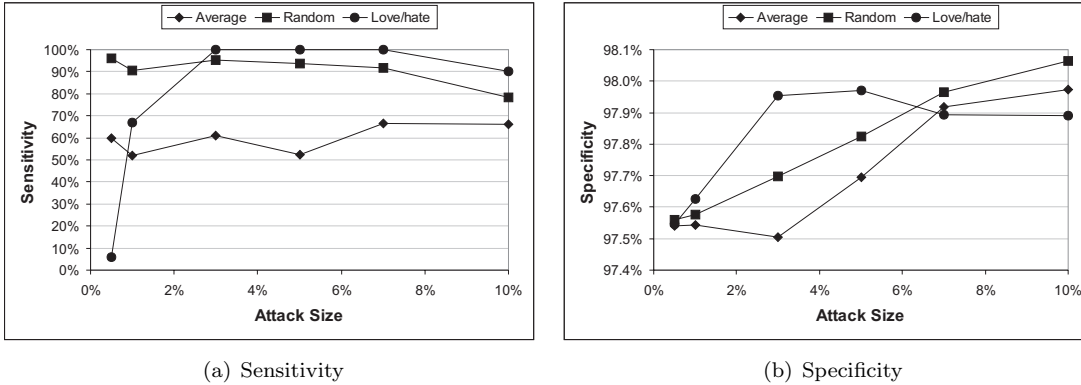 Average Random Love/hate
100%
90%
80%
70%
60%
50%
40%
30%
20%
10%
0%
Sensitivity
0% 2% 4% 6% 8% 10%
Attack Size
(a) Sensitivity
Average Random Love/hate
98.1%
98.0%
97.9%
97.8%
97.7%
97.6%
97.5%
97.4%
Specificity
0% 2% 4% 6% 8% 10%
Attack Size
(b) Specificity